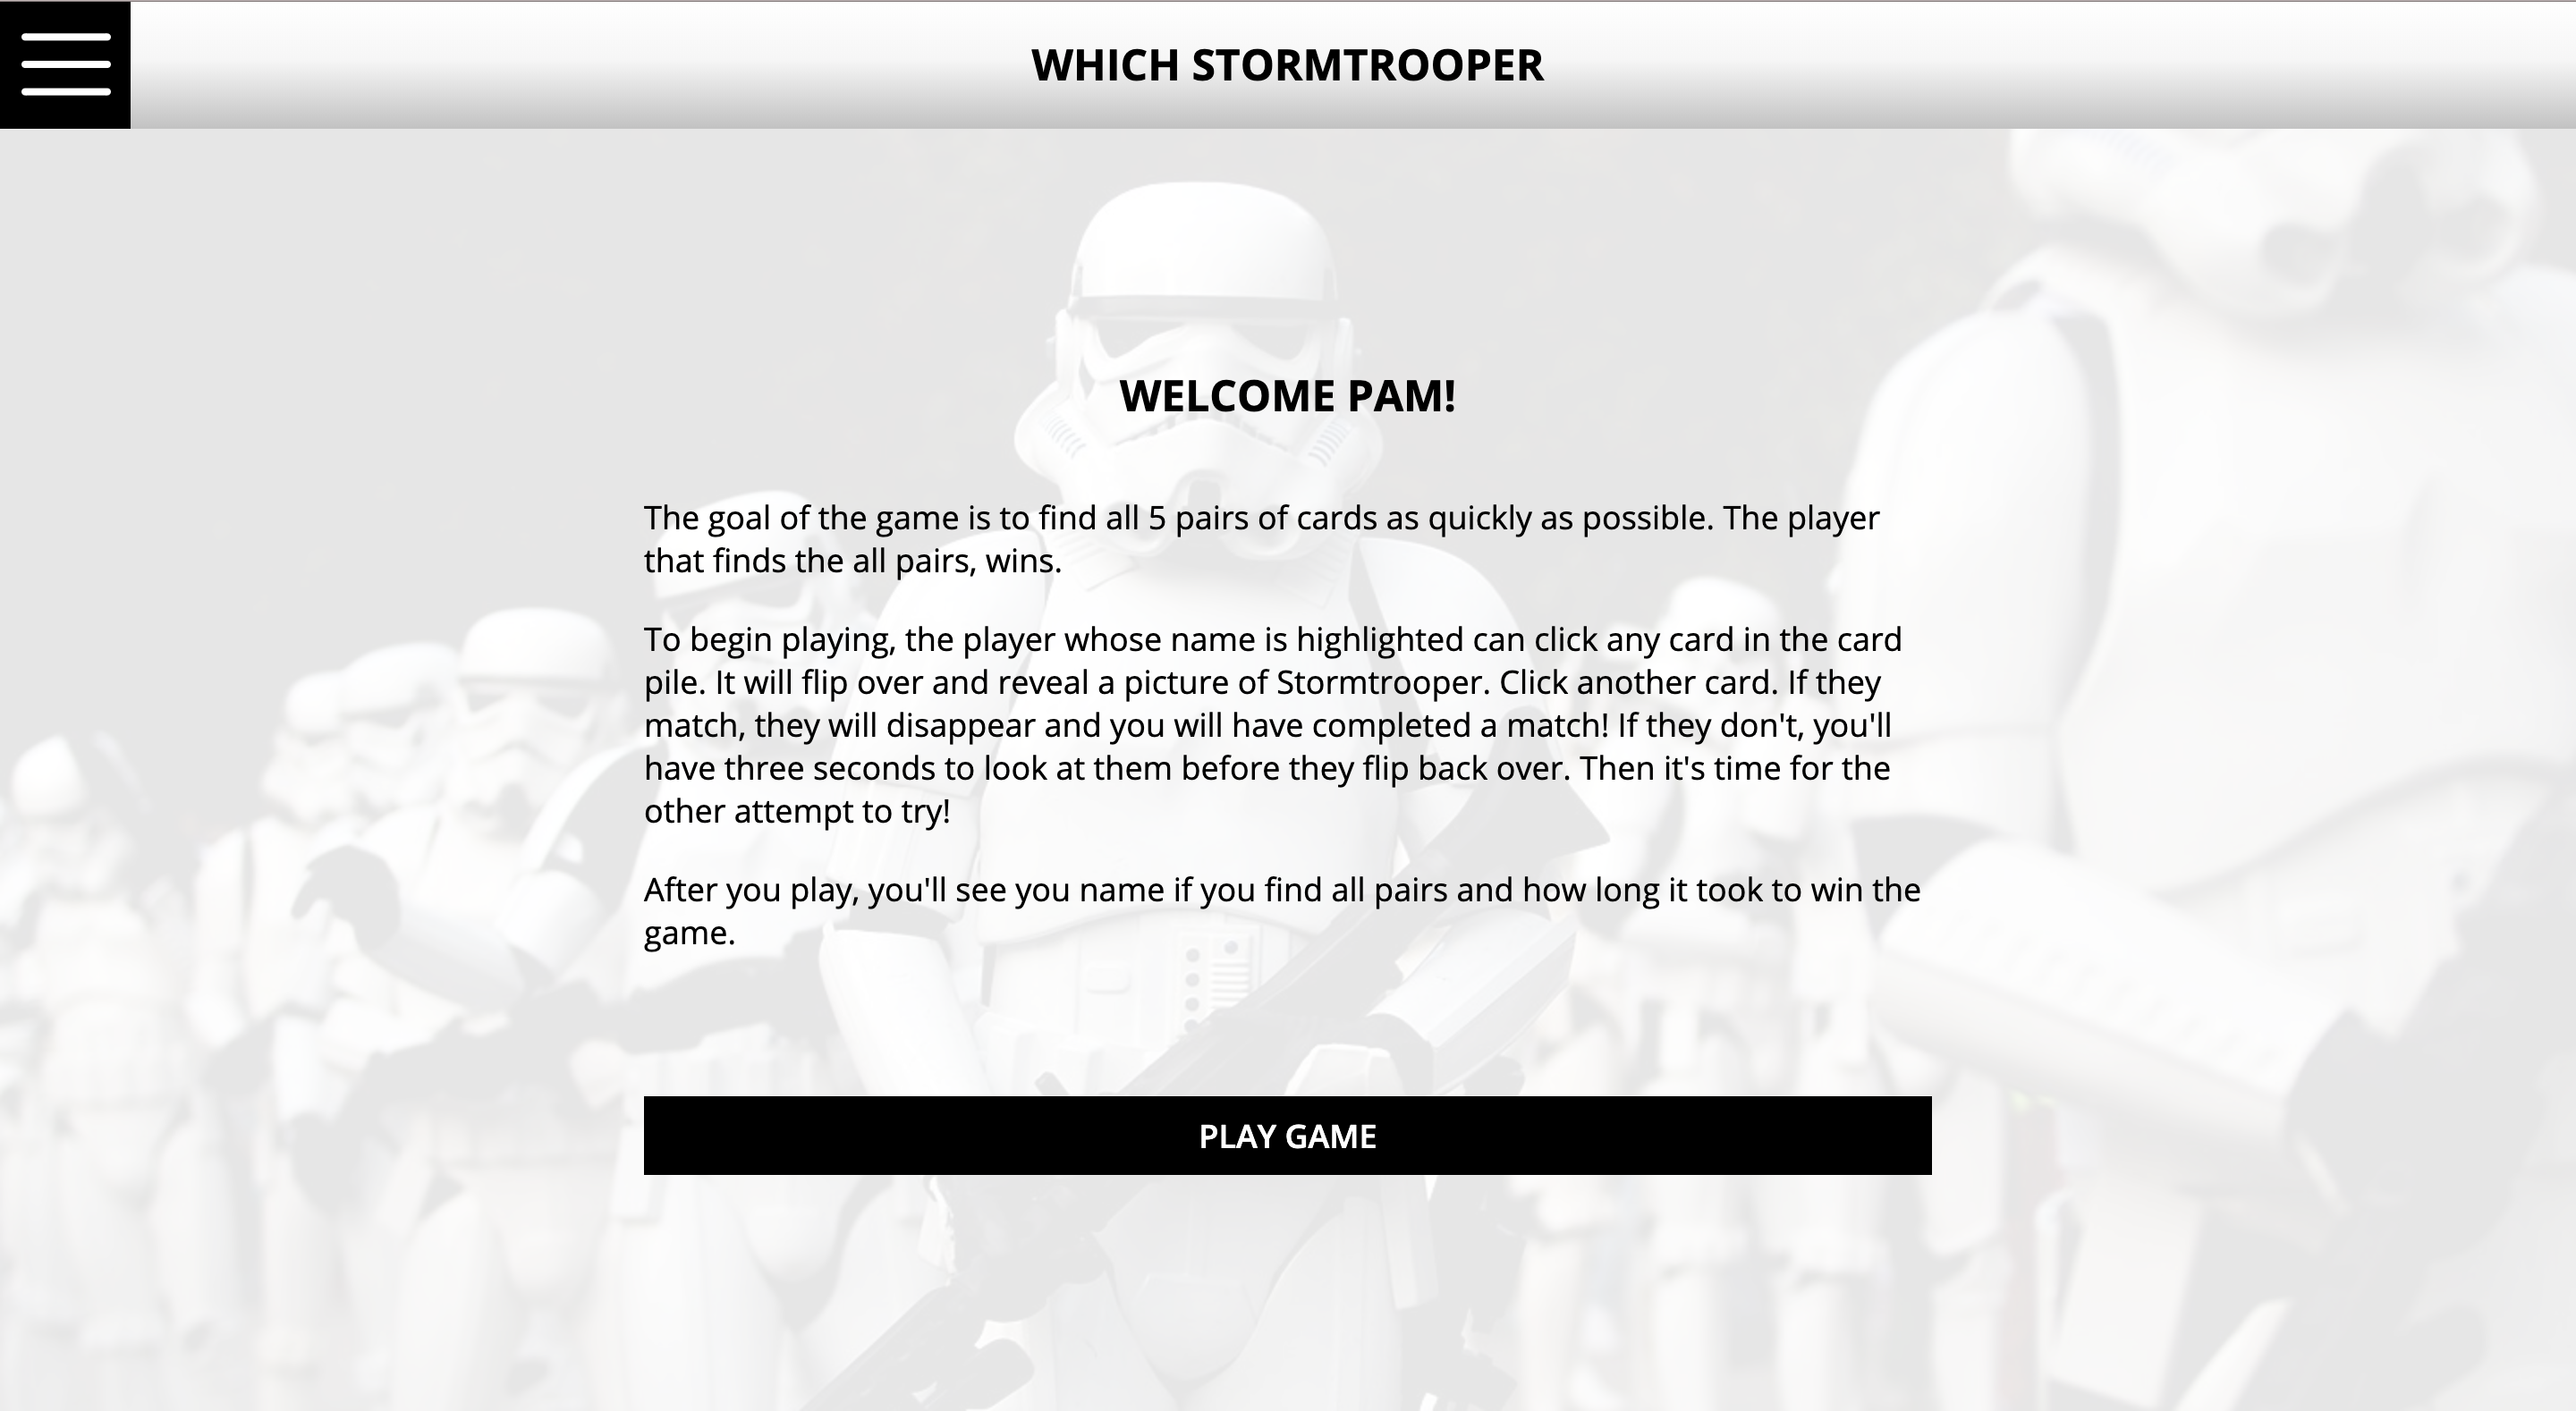 WHICH STORMTROOPER
WELCOME PAM!
The goal of the game is to find all 5 pairs of cards as quickly as possible. The player
that finds the all pairs, wins.
To begin playing, the player whose name is highlighted can click any card in the card
pile. It will flip over and reveal a picture of Stormtrooper. Click another card. If they
match, they will disappear and you will have completed a match! If they don't, you'll
have three seconds to look at them before they flip back over. Then it's time for the
other attempt to try!
After you play, you'll see you name if you find all pairs and how long it took to win the
game.
PLAY GAME